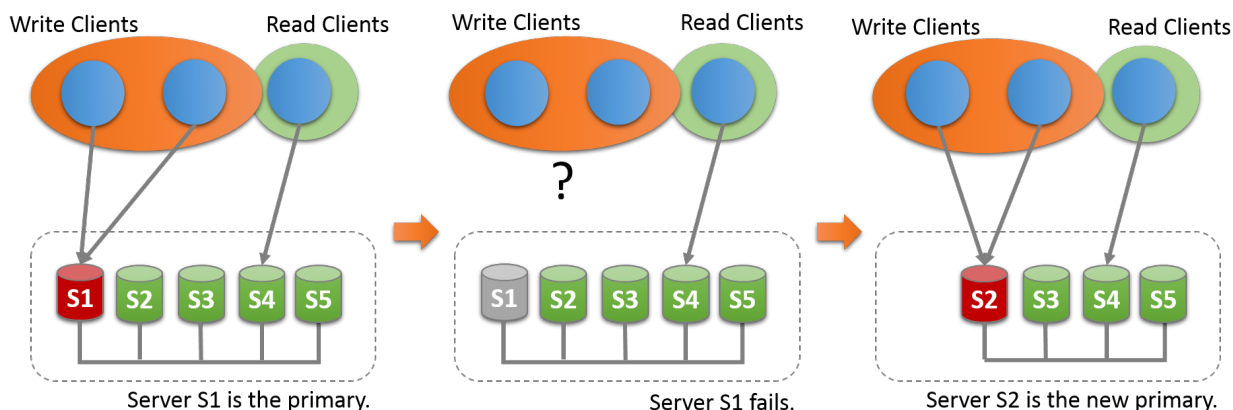 Write Clients
Read Clients
S1 S2 S3 S4 S5
Server S1 is the primary.
Write Clients
Read Clients
?
S1 S2 S3 S4 S5
Server S1 fails.
Write Clients
Read Clients
S2 S3 S4 S5
Server S2 is the new primary.